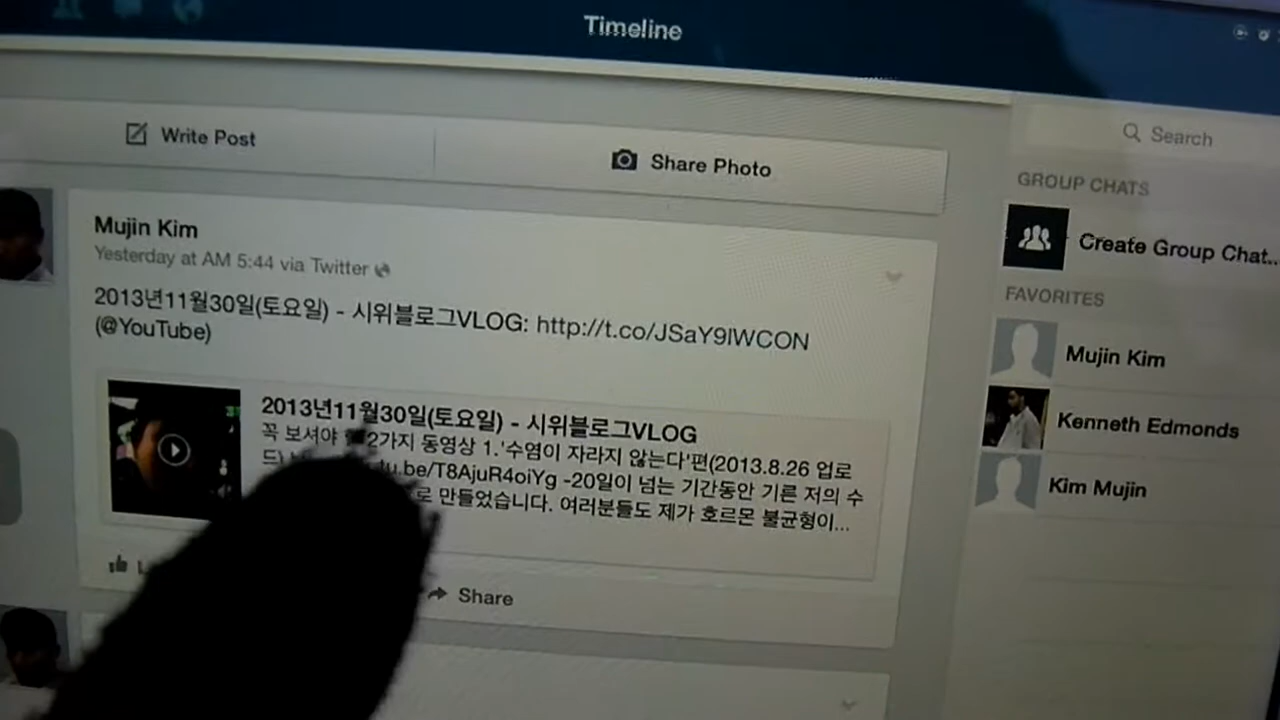 Timeline
Write Post
Share Photo
Search
GROUP CHATS
Create Group Chat...
FAVORITES
Mujin Kim
Kenneth Edmonds
Kim Mujin
Mujin Kim
Yesterday at AM 5:44 via Twitter
2013년11월30일(토요일) - 시위블로그VLOG: http://t.co/JSaY9lWCON
(@YouTube)
2013년11월30일(토요일) - 시위블로그VLOG
꼭 보셔야 2가지 동영상 1.'수염이 자라지 않는다'편(2013.8.26 업로
드) tu.be/T8AjuR4oiYg -20일이 넘는 기간동안 기른 저의 수
로 만들었습니다. 여러분들도 제가 호르몬 불균형이...
Share